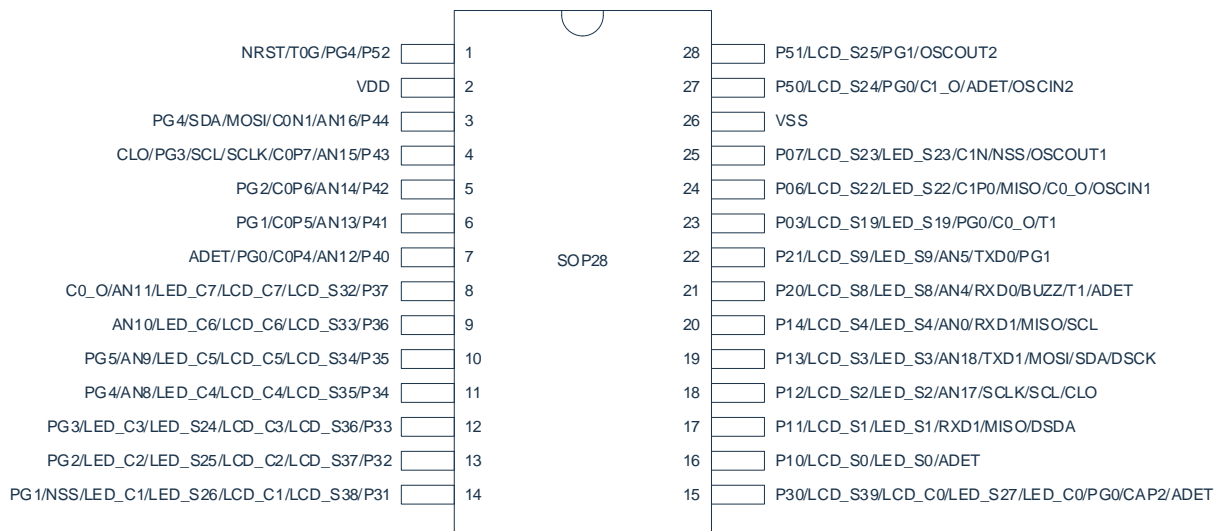 NRST/T0G/PG4/P52 1 28 P51/LCD_S25/PG1/OSCOUT2
VDD 2 27 P50/LCD_S24/PG0/C1_O/ADET/OSCIN2
PG4/SDA/MOSI/C0N1/AN16/P44 3 26 VSS
CLO/PG3/SCL/SCLK/C0P7/AN15/P43 4 25 P07/LCD_S23/LED_S23/C1N/NSS/OSCOUT1
PG2/C0P6/AN14/P42 5 24 P06/LCD_S22/LED_S22/C1P0/MISO/C0_O/OSCIN1
PG1/C0P5/AN13/P41 6 23 P03/LCD_S19/LED_S19/PG0/C0_O/T1
ADET/PG0/C0P4/AN12/P40 7 SOP28 22 P21/LCD_S9/LED_S9/AN5/TXD0/PG1
C0_O/AN11/LED_C7/LCD_C7/LCD_S32/P37 8 21 P20/LCD_S8/LED_S8/AN4/RXD0/BUZZ/T1/ADET
AN10/LED_C6/LCD_C6/LCD_S33/P36 9 20 P14/LCD_S4/LED_S4/AN0/RXD1/MISO/SCL
PG5/AN9/LED_C5/LCD_C5/LCD_S34/P35 10 19 P13/LCD_S3/LED_S3/AN18/TXD1/MOSI/SDA/DSCK
PG4/AN8/LED_C4/LCD_C4/LCD_S35/P34 11 18 P12/LCD_S2/LED_S2/AN17/SCLK/SCL/CLO
PG3/LED_C3/LED_S24/LCD_C3/LCD_S36/P33 12 17 P11/LCD_S1/LED_S1/RXD1/MISO/DSDA
PG2/LED_C2/LED_S25/LCD_C2/LCD_S37/P32 13 16 P10/LCD_S0/LED_S0/ADET
PG1/NSS/LED_C1/LED_S26/LCD_C1/LCD_S38/P31 14 15 P30/LCD_S39/LCD_C0/LED_S27/LED_C0/PG0/CAP2/ADET